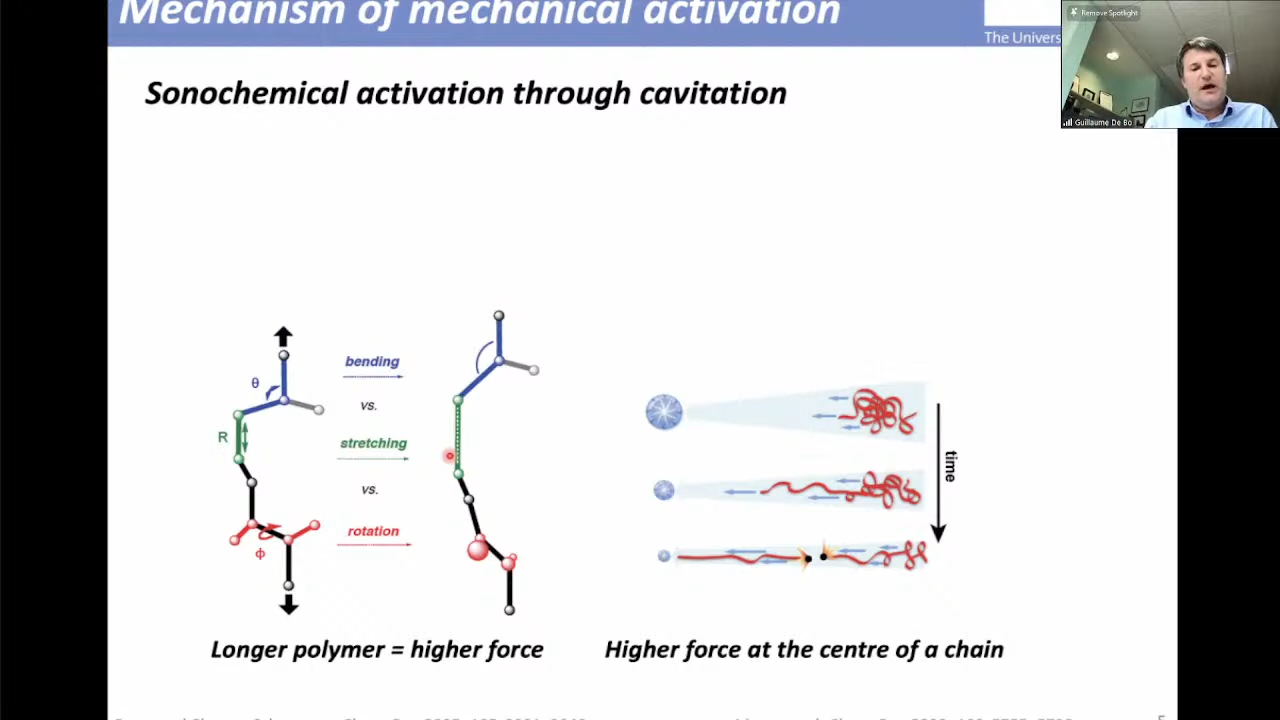 Mechanism of mechanical activation
The Univers
Remove Spotlight
Guillaume De Bo
Sonochemical activation through cavitation
θ
bending
vs.
R
stretching
vs.
rotation
ϕ
time
Longer polymer = higher force
Higher force at the centre of a chain